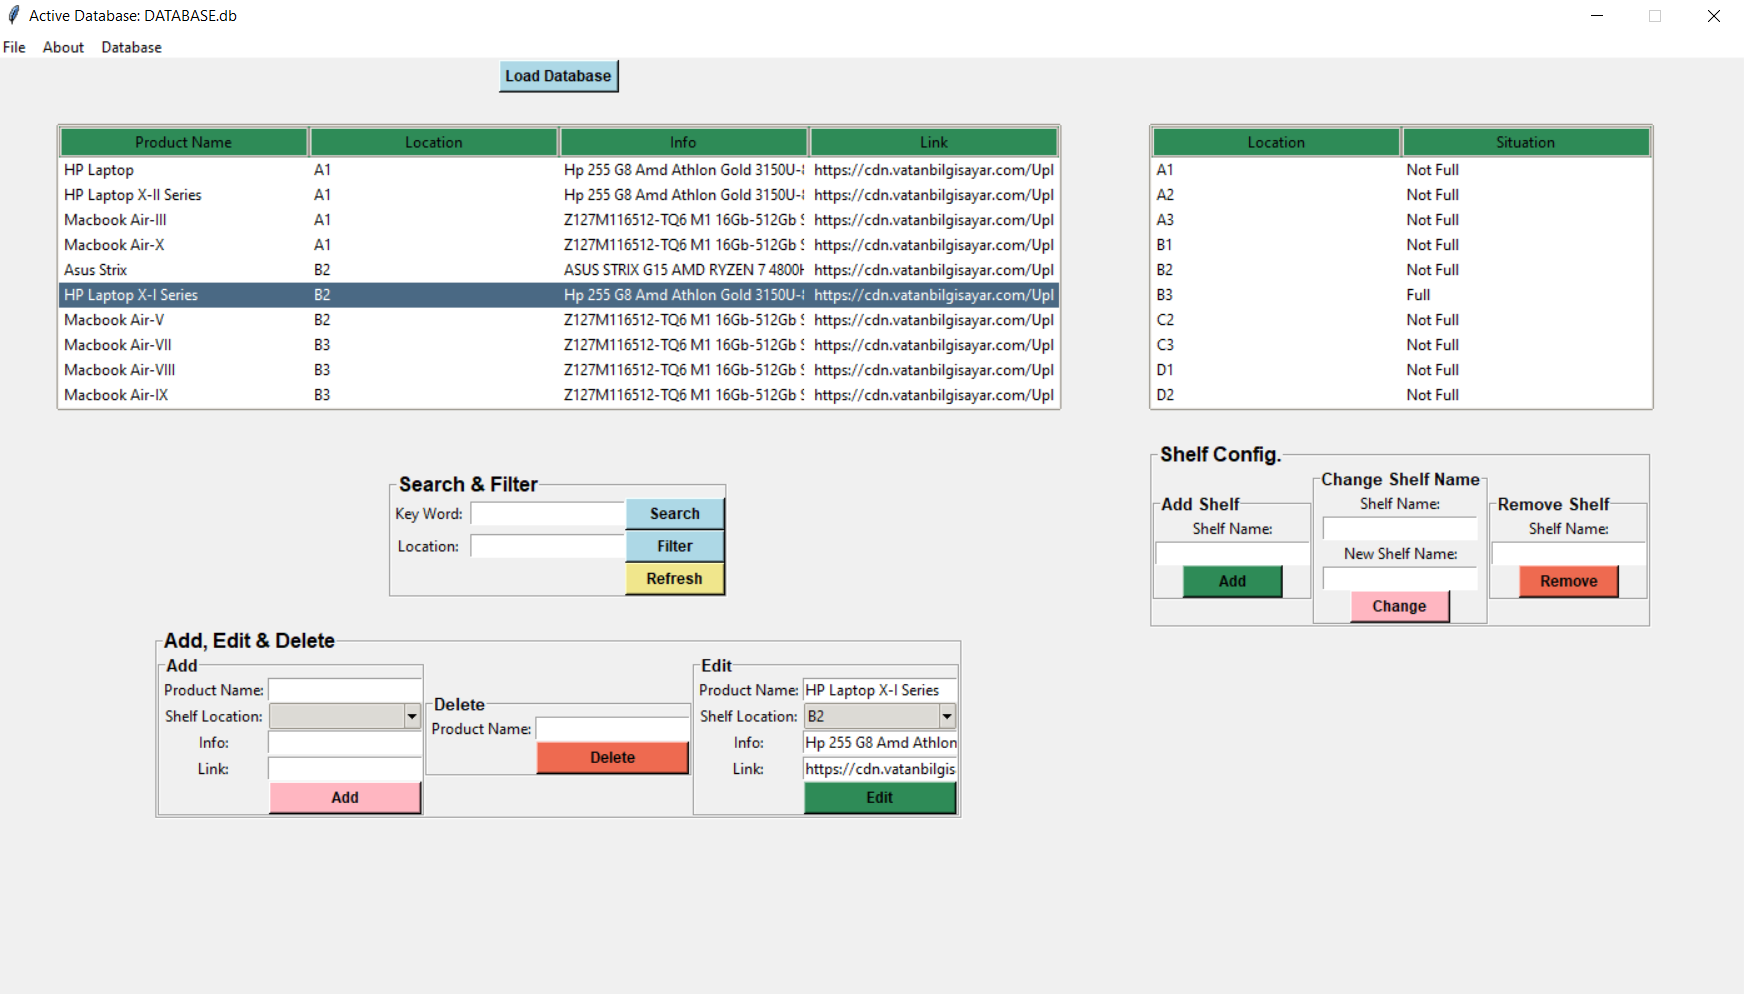 Active Database: DATABASE.db
File About Database
Load Database
Product Name Location Info Link
HP Laptop A1 Hp 255 G8 Amd Athlon Gold 3150U- https://cdn.vatanbilgisayar.com/Upl
HP Laptop X-II Series A1 Hp 255 G8 Amd Athlon Gold 3150U- https://cdn.vatanbilgisayar.com/Upl
Macbook Air-III A1 Z127M116512-TQ6 M1 16Gb-512Gb S https://cdn.vatanbilgisayar.com/Upl
Macbook Air-X A1 Z127M116512-TQ6 M1 16Gb-512Gb S https://cdn.vatanbilgisayar.com/Upl
Asus Strix B2 ASUS STRIX G15 AMD RYZEN 7 4800H https://cdn.vatanbilgisayar.com/Upl
HP Laptop X-I Series B2 Hp 255 G8 Amd Athlon Gold 3150U- https://cdn.vatanbilgisayar.com/Upl
Macbook Air-V B2 Z127M116512-TQ6 M1 16Gb-512Gb S https://cdn.vatanbilgisayar.com/Upl
Macbook Air-VII B3 Z127M116512-TQ6 M1 16Gb-512Gb S https://cdn.vatanbilgisayar.com/Upl
Macbook Air-VIII B3 Z127M116512-TQ6 M1 16Gb-512Gb S https://cdn.vatanbilgisayar.com/Upl
Macbook Air-IX B3 Z127M116512-TQ6 M1 16Gb-512Gb S https://cdn.vatanbilgisayar.com/Upl
Location Situation
A1 Not Full
A2 Not Full
A3 Not Full
B1 Not Full
B2 Not Full
B3 Full
C2 Not Full
C3 Not Full
D1 Not Full
D2 Not Full
Search & Filter
Key Word: Search
Location: Filter
Refresh
Shelf Config.
Add Shelf
Shelf Name:
Add
Change Shelf Name
Shelf Name:
New Shelf Name:
Change
Remove Shelf
Shelf Name:
Remove
Add, Edit & Delete
Add
Product Name:
Shelf Location:
Info:
Link:
Add
Delete
Product Name:
Delete
Edit
Product Name: HP Laptop X-I Series
Shelf Location: B2
Info: Hp 255 G8 Amd Athlon
Link: https://cdn.vatanbilgis
Edit